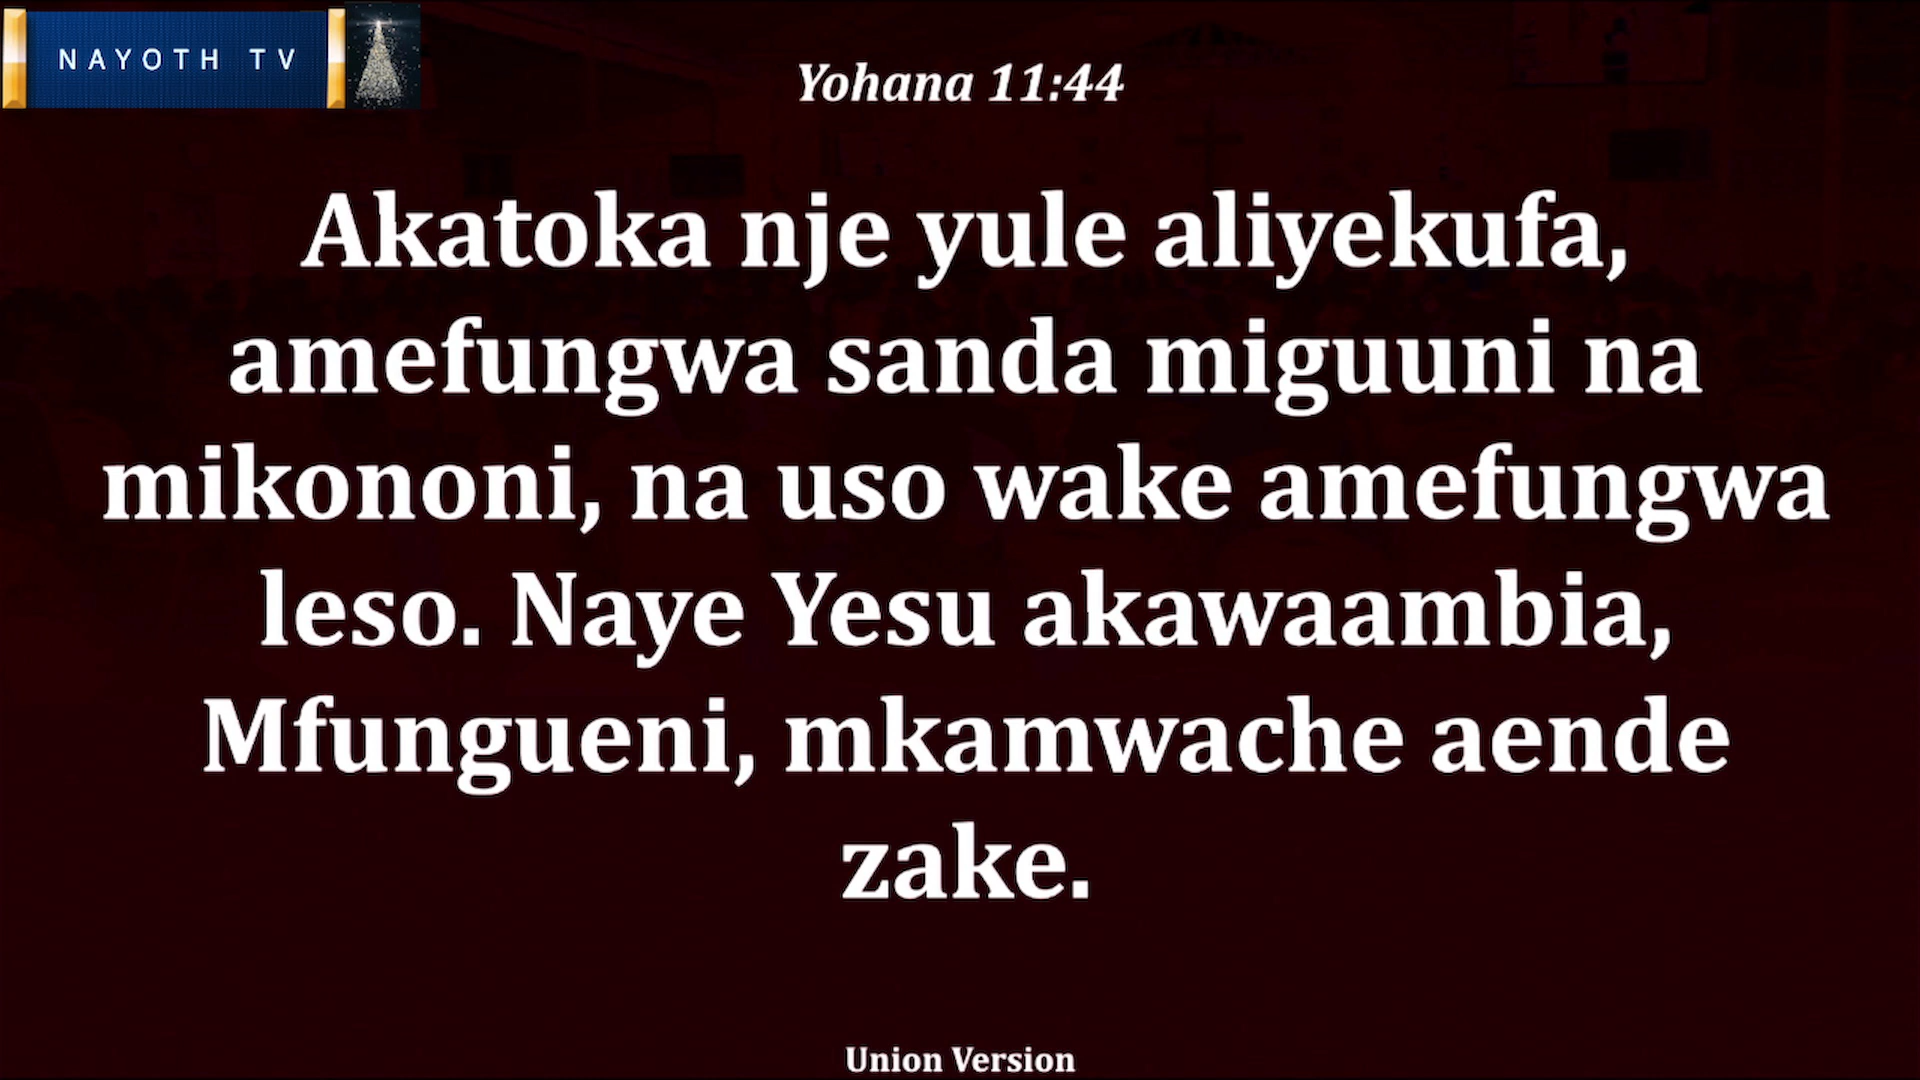 NAYOTH TV
Yohana 11:44
Akatoka nje yule aliyekufa,
amefungwa sanda miguuni na
mikononi, na uso wake amefungwa
leso. Naye Yesu akawaambia,
Mfungueni, mkamwache aende
zake.
Union Version